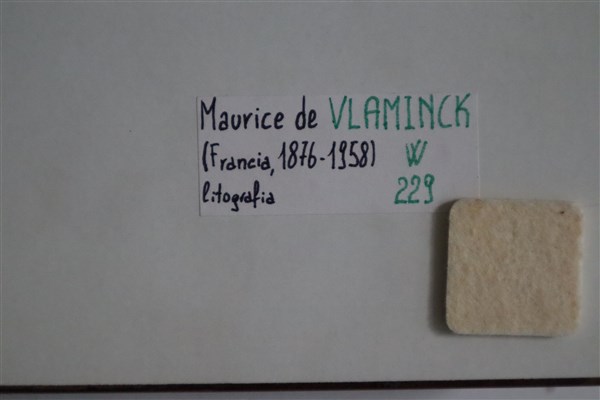 Maurice de VLAMINCK
(Francia, 1876-1958) W
litografia 229